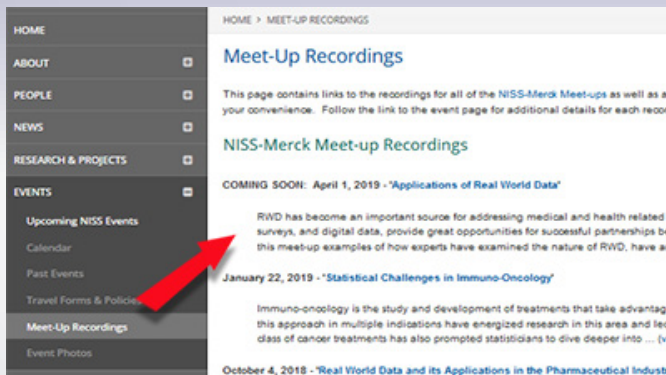 HOME
ABOUT
PEOPLE
NEWS
RESEARCH & PROJECTS
EVENTS
Upcoming NISS Events
Calendar
Past Events
Travel Forms & Policies
Meet-Up Recordings
Event Photos
HOME > MEET-UP RECORDINGS
Meet-Up Recordings
This page contains links to the recordings for all of the NISS-Merck Meet-ups as well as a
your convenience. Follow the link to the event page for additional details for each reco
NISS-Merck Meet-up Recordings
COMING SOON: April 1, 2019 - "Applications of Real World Data"
RWD has become an important source for addressing medical and health related
surveys, and digital data, provide great opportunities for successful partnerships be
this meet-up examples of how experts have examined the nature of RWD, have a
January 22, 2019 - "Statistical Challenges in Immuno-Oncology"
Immuno-oncology is the study and development of treatments that take advantag
this approach in multiple indications have energized research in this area and led
class of cancer treatments has also prompted statisticians to dive deeper into ... (v
October 4, 2018 - "Real World Data and its Applications in the Pharmaceutical Indust